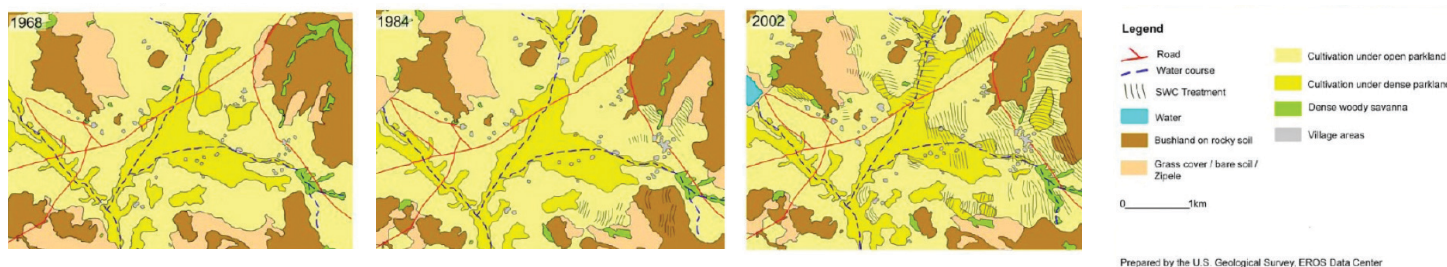 1968
1984
2002
Legend
Road
Water course
SWC Treatment
Water
Bushland on rocky soil
Grass cover / bare soil /
Zipele
0 1km
Cultivation under open parkland
Cultivation under dense parkland
Dense woody savanna
Village areas
Prepared by the U.S. Geological Survey, EROS Data Center